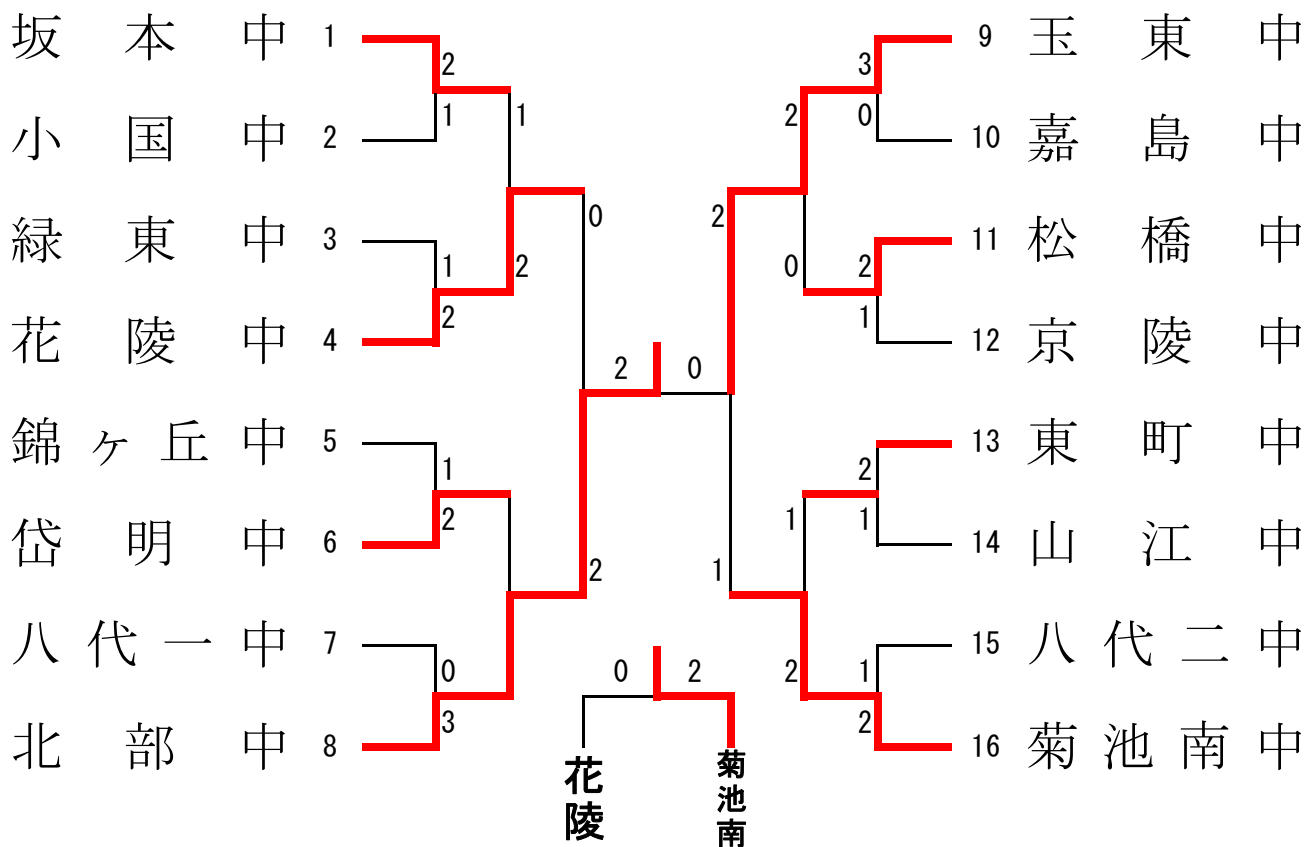 坂本中 1 2 3 9 玉東中
1 1 2 0
小国中 2 10 嘉島中
0 2
緑東中 3 11 松橋中
1 2 0 2
2 1
花陵中 4 12 京陵中
2 0
錦ヶ丘中 5 13 東町中
1 2
2 1 1
岱明中 6 14 山江中
2 1
八代一中 7 15 八代二中
0 0 2 2 1
3 2
北部中 8 16 菊池南中
花陵 菊池南